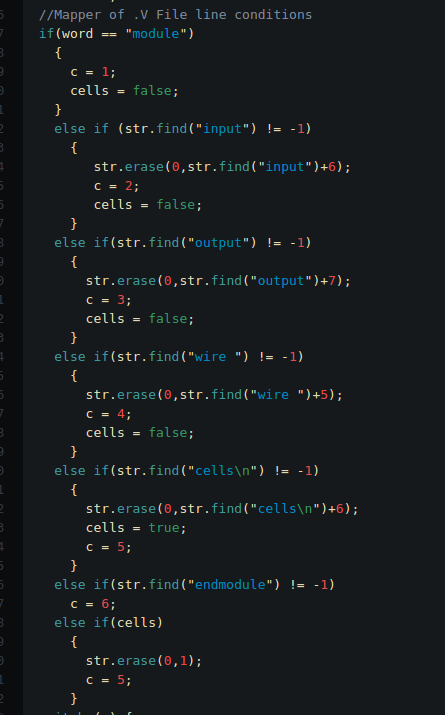 //Mapper of .V File line conditions
if(word == "module")
{
c = 1;
cells = false;
}
else if (str.find("input") != -1)
{
str.erase(0,str.find("input")+6);
c = 2;
cells = false;
}
else if(str.find("output") != -1)
{
str.erase(0,str.find("output")+7);
c = 3;
cells = false;
}
else if(str.find("wire ") != -1)
{
str.erase(0,str.find("wire ")+5);
c = 4;
cells = false;
}
else if(str.find("cells\n") != -1)
{
str.erase(0,str.find("cells\n")+6);
cells = true;
c = 5;
}
else if(str.find("endmodule") != -1)
c = 6;
else if(cells)
{
str.erase(0,1);
c = 5;
}